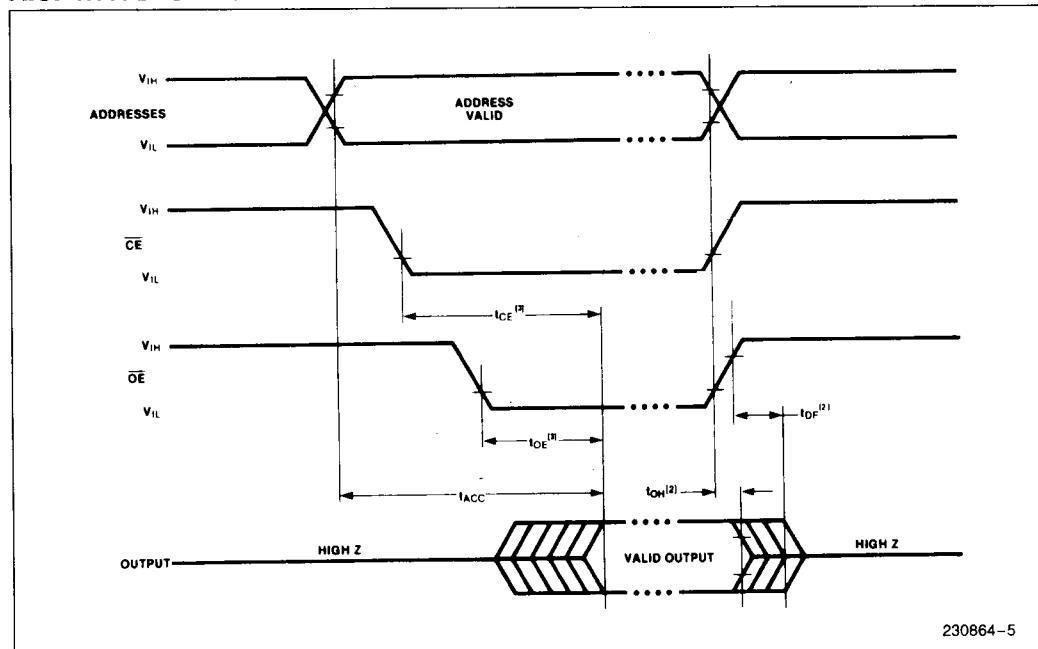 VIH
ADDRESSES
ADDRESS
VALID
VIL
VIH
CE
VIL
tCE(3)
VIH
OE
VIL
tDF(2)
tOE(3)
tACC
tOH(2)
OUTPUT
HIGH Z
VALID OUTPUT
HIGH Z
230864-5